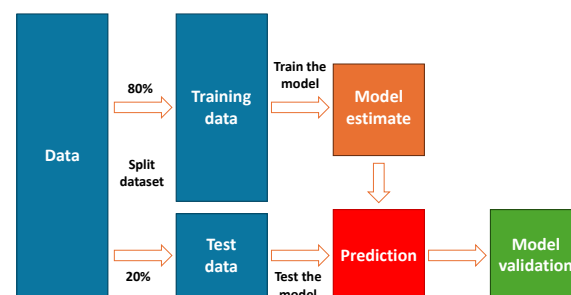 Data
80%
Split
dataset
20%
Training
data
Test
data
Train the
model
Test the
model
Model
estimate
Prediction
Model
validation